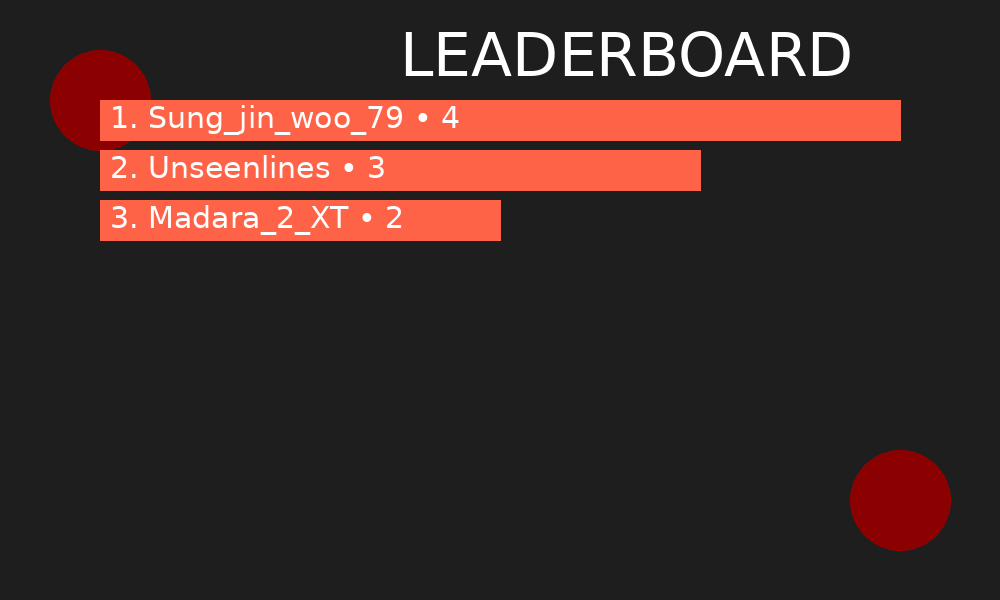 LEADERBOARD
1. Sung_jin_woo_79 • 4
2. Unseenlines • 3
3. Madara_2_XT • 2